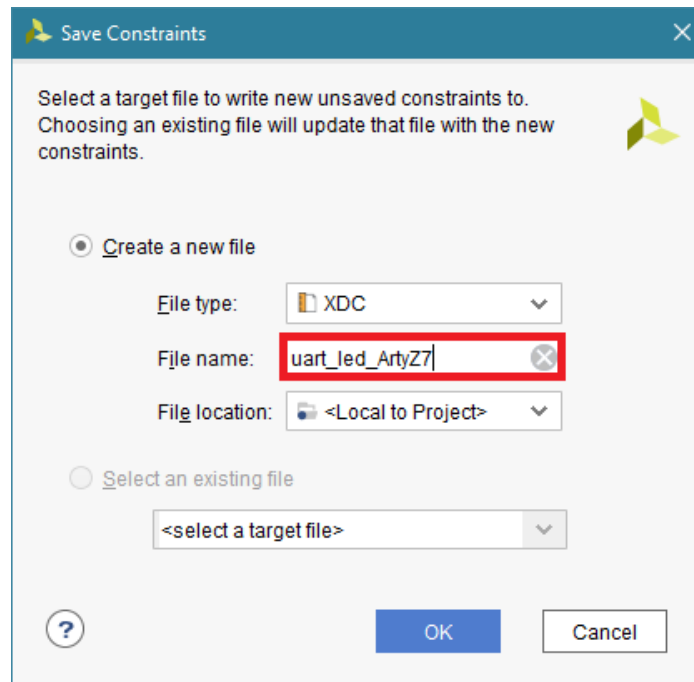 Save Constraints
Select a target file to write new unsaved constraints to.
Choosing an existing file will update that file with the new
constraints.
Create a new file
File type: XDC
File name: uart_led_ArtyZ7
File location: <Local to Project>
Select an existing file
<select a target file>
?
OK Cancel